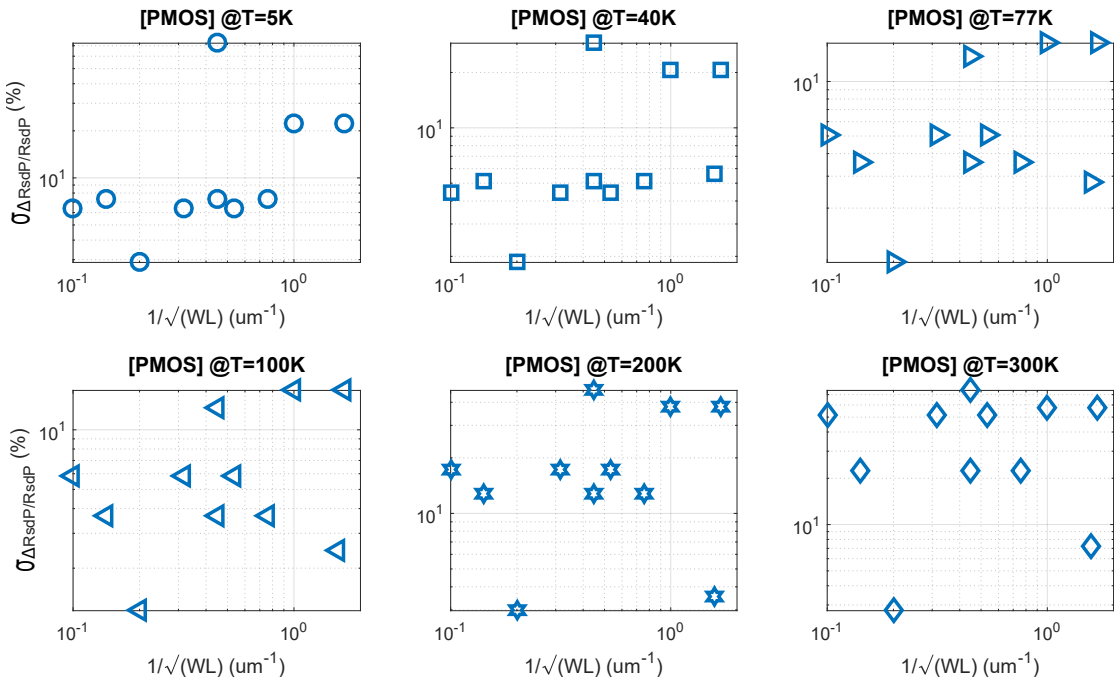 [PMOS] @T=5K
[PMOS] @T=40K
[PMOS] @T=77K
σΔRsdP/RsdP (%)
10^1
10^1
10^1
10^-1
10^0
10^-1
10^0
10^-1
10^0
1/√(WL) (um^-1)
1/√(WL) (um^-1)
1/√(WL) (um^-1)
[PMOS] @T=100K
[PMOS] @T=200K
[PMOS] @T=300K
σΔRsdP/RsdP (%)
10^1
10^1
10^1
10^-1
10^0
10^-1
10^0
10^-1
10^0
1/√(WL) (um^-1)
1/√(WL) (um^-1)
1/√(WL) (um^-1)